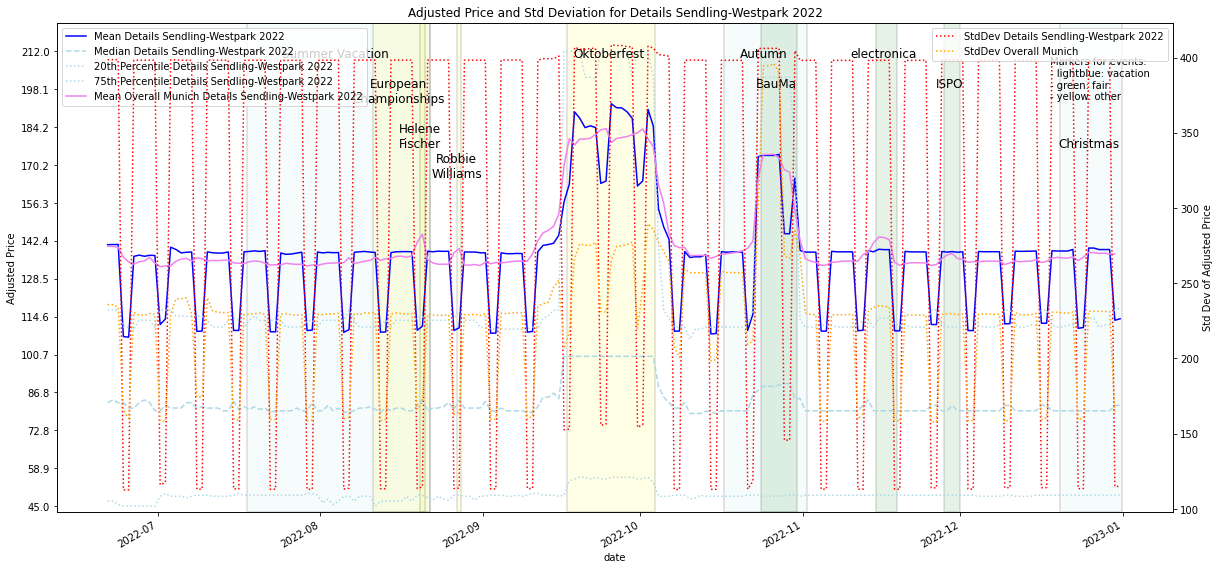 Adjusted Price and Std Deviation for Details Sendling-Westpark 2022
Mean Details Sendling-Westpark 2022
Median Details Sendling-Westpark 2022
20th Percentile Details Sendling-Westpark 2022
75th Percentile Details Sendling-Westpark 2022
Mean Overall Munich Details Sendling-Westpark 2022
StdDev Details Sendling-Westpark 2022
StdDev Overall Munich
Markers for events:
lightblue: vacation
green: fair:
yellow: other
Summer Vacation
European
Championships
Helene
Fischer
Robbie
Williams
Oktoberfest
Autumn
BauMa
electronica
ISPO
Christmas
Adjusted Price
212.0
198.1
184.2
170.2
156.3
142.4
128.5
114.6
100.7
86.8
72.8
58.9
45.0
Std Dev of Adjusted Price
400
350
300
250
200
150
100
2022-07
2022-08
2022-09
2022-10
2022-11
2022-12
2023-01
date